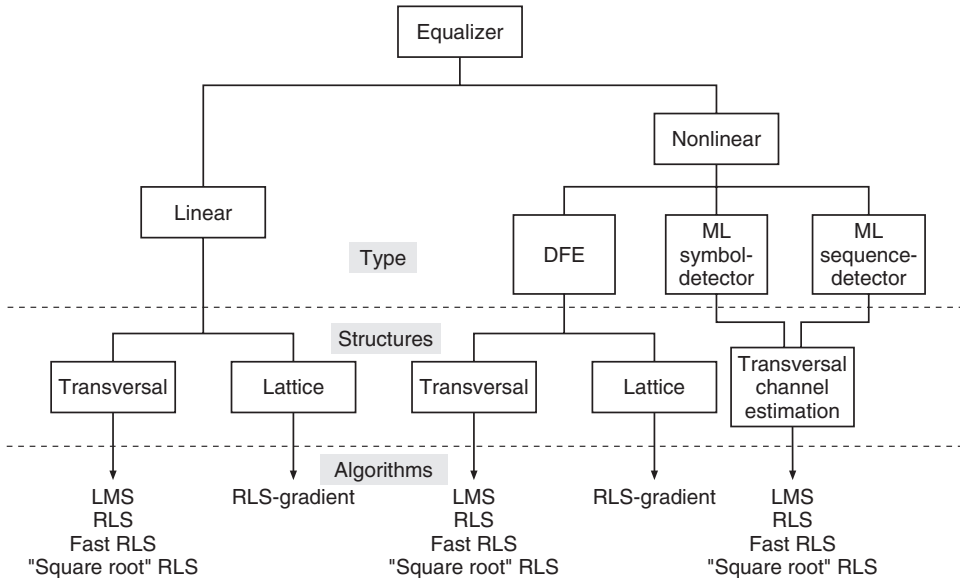 Equalizer
Nonlinear
Linear
DFE
ML
symbol-
detector
ML
sequence-
detector
Type
Structures
Transversal
Lattice
Transversal
Lattice
Transversal
channel
estimation
Algorithms
LMS
RLS
Fast RLS
"Square root" RLS
RLS-gradient
LMS
RLS
Fast RLS
"Square root" RLS
RLS-gradient
LMS
RLS
Fast RLS
"Square root" RLS